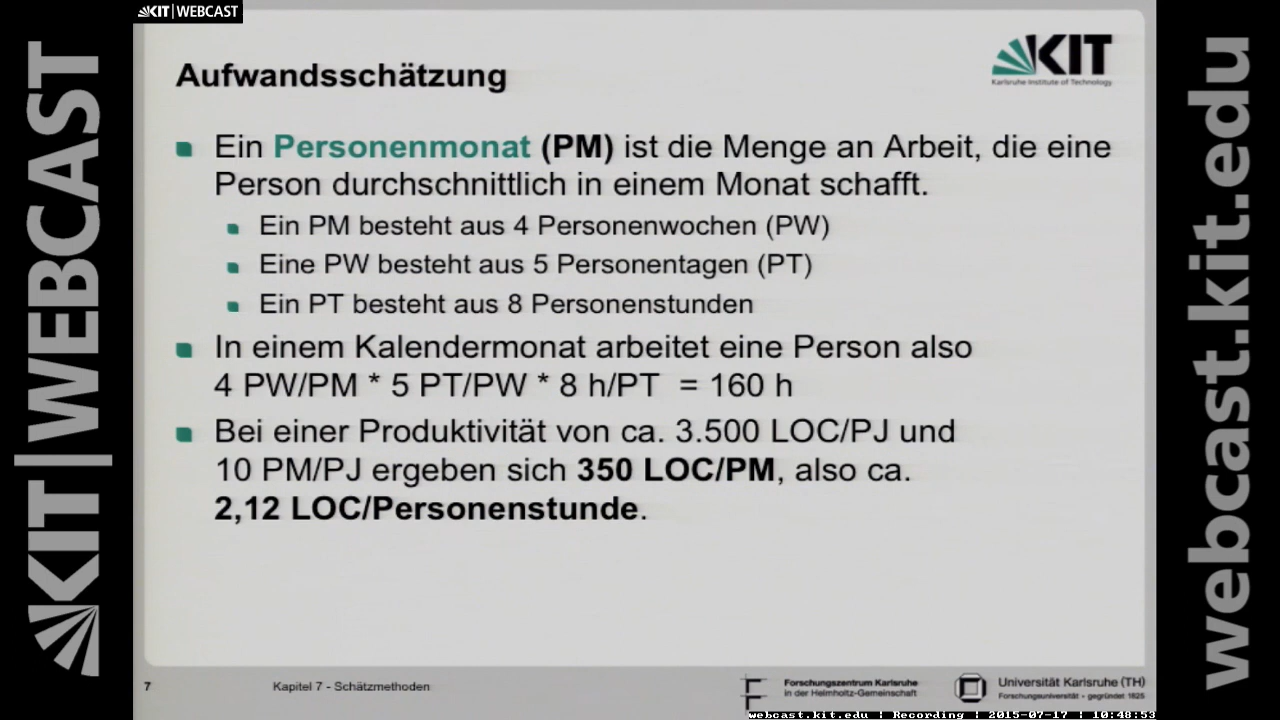 KIT|WEBCAST
KIT|WEBCAST
webcast.kit.edu
KIT
Karlsruhe Institute of Technology
Aufwandsschätzung
Ein Personenmonat (PM) ist die Menge an Arbeit, die eine
Person durchschnittlich in einem Monat schafft.
Ein PM besteht aus 4 Personenwochen (PW)
Eine PW besteht aus 5 Personentagen (PT)
Ein PT besteht aus 8 Personenstunden
In einem Kalendermonat arbeitet eine Person also
4 PW/PM * 5 PT/PW * 8 h/PT = 160 h
Bei einer Produktivität von ca. 3.500 LOC/PJ und
10 PM/PJ ergeben sich 350 LOC/PM, also ca.
2,12 LOC/Personenstunde.
7
Kapitel 7 - Schätzmethoden
Forschungszentrum Karlsruhe
in der Helmholtz-Gemeinschaft
Universität Karlsruhe (TH)
Forschungsuniversität • gegründet 1825
webcast.kit.edu | Recording | 2015-07-17 | 10:48:53